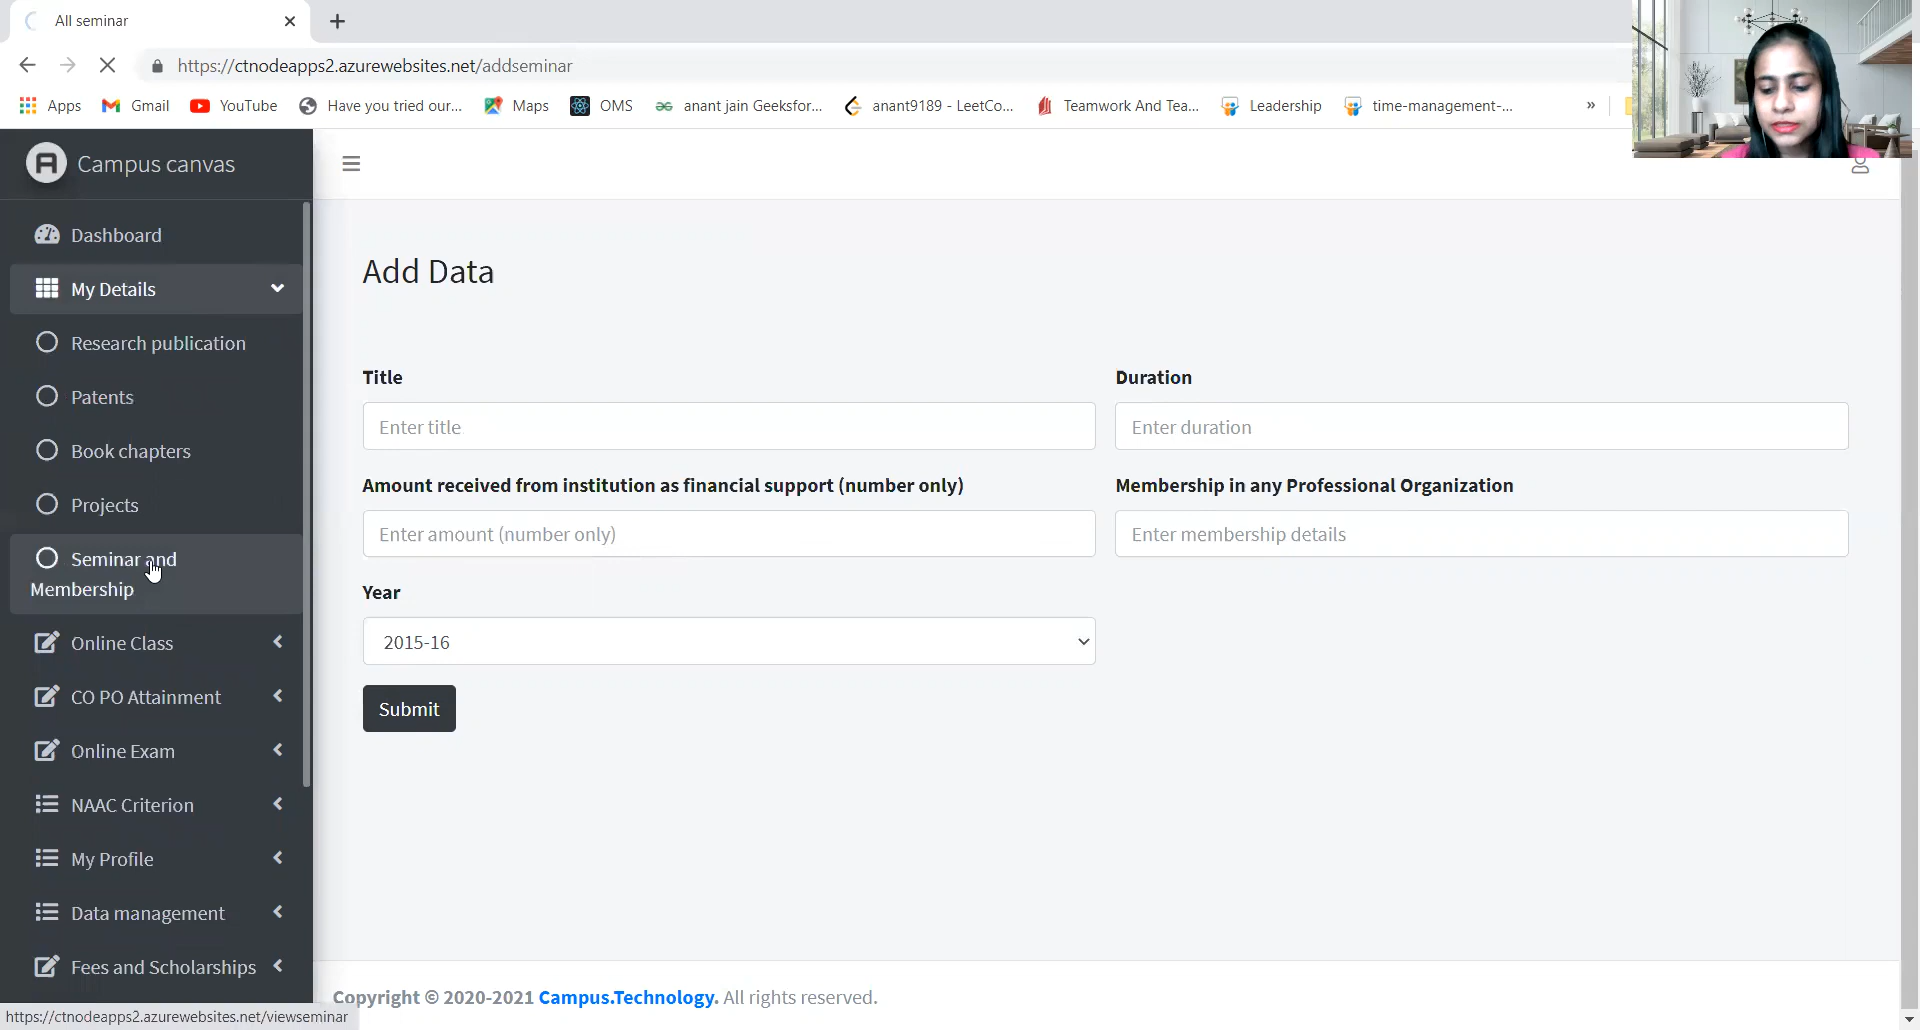 All seminar
https://ctnodeapps2.azurewebsites.net/addseminar
Apps Gmail YouTube Have you tried our... Maps OMS anant jain Geeksfor... anant9189 - LeetCo... Teamwork And Tea... Leadership time-management-... »
Campus canvas
Dashboard
My Details
Research publication
Patents
Book chapters
Projects
Seminar and
Membership
Online Class
CO PO Attainment
Online Exam
NAAC Criterion
My Profile
Data management
Fees and Scholarships
Add Data
Title
Enter title
Duration
Enter duration
Amount received from institution as financial support (number only)
Enter amount (number only)
Membership in any Professional Organization
Enter membership details
Year
2015-16
Submit
Copyright © 2020-2021 Campus.Technology. All rights reserved.
https://ctnodeapps2.azurewebsites.net/viewseminar